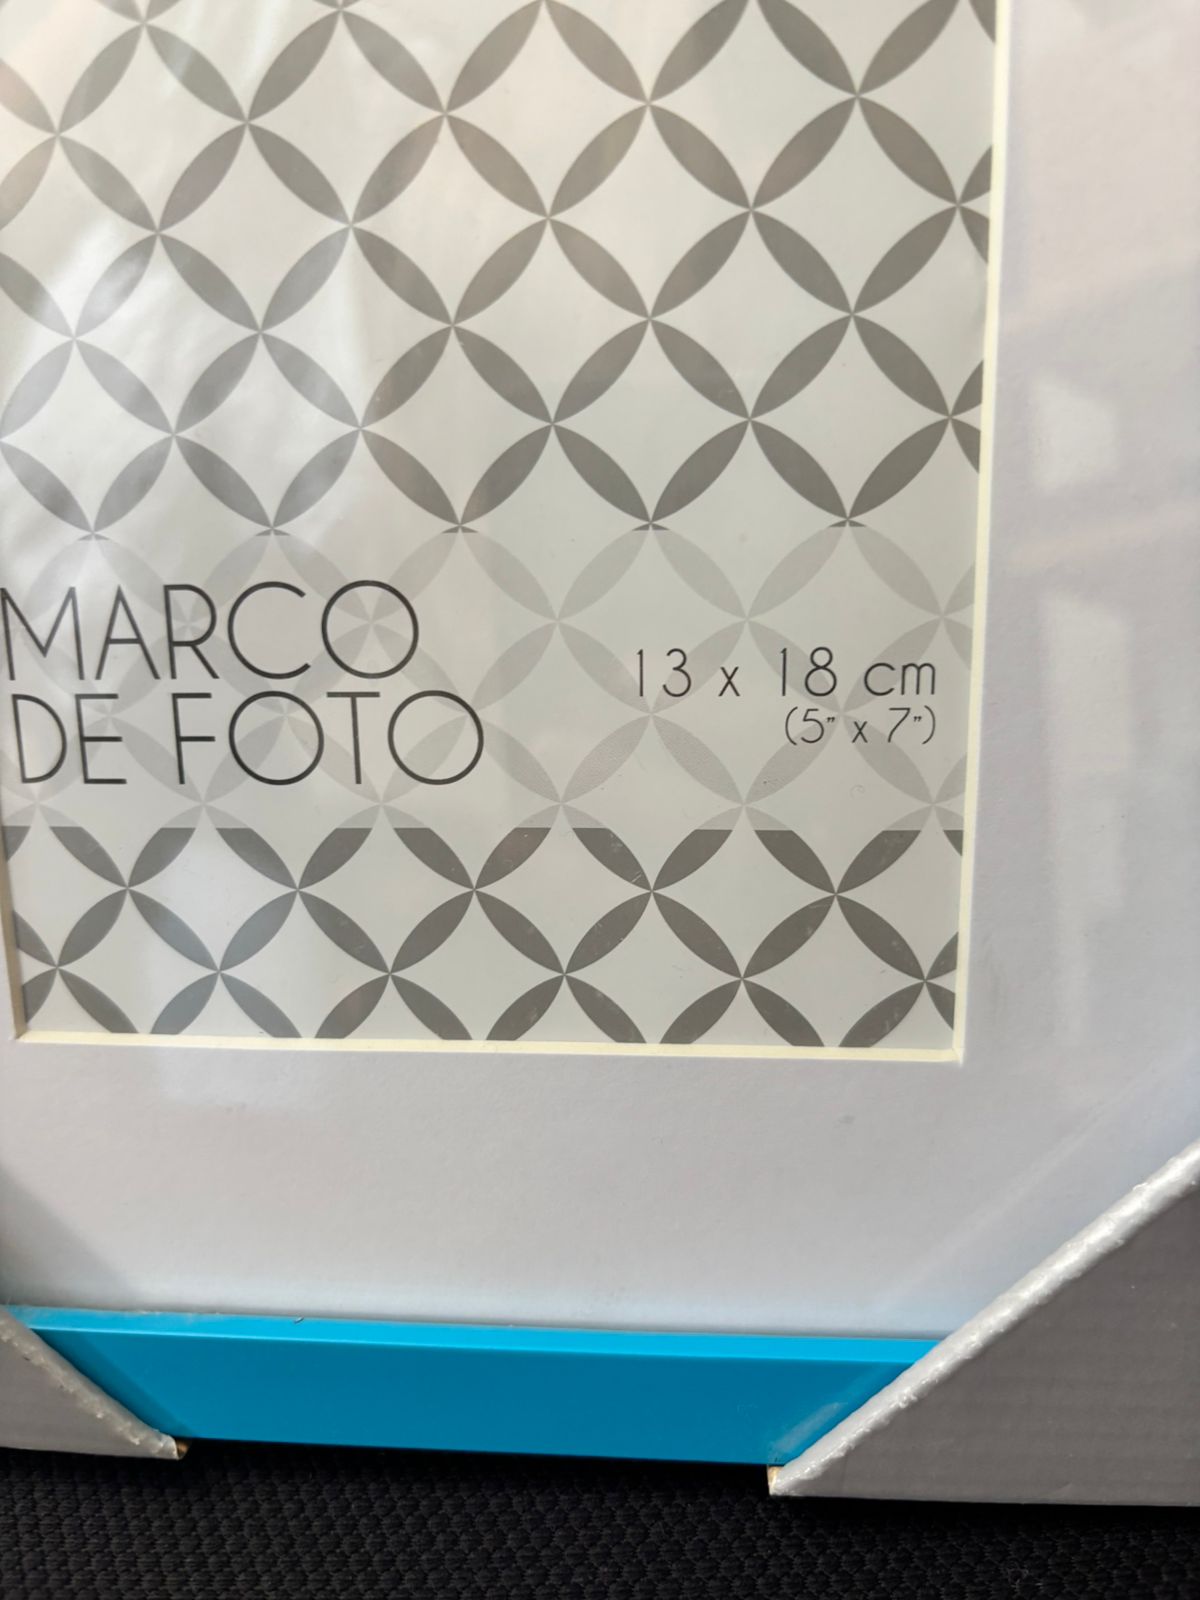 MARCO
DE FOTO
13 x 18 cm
(5" x 7")